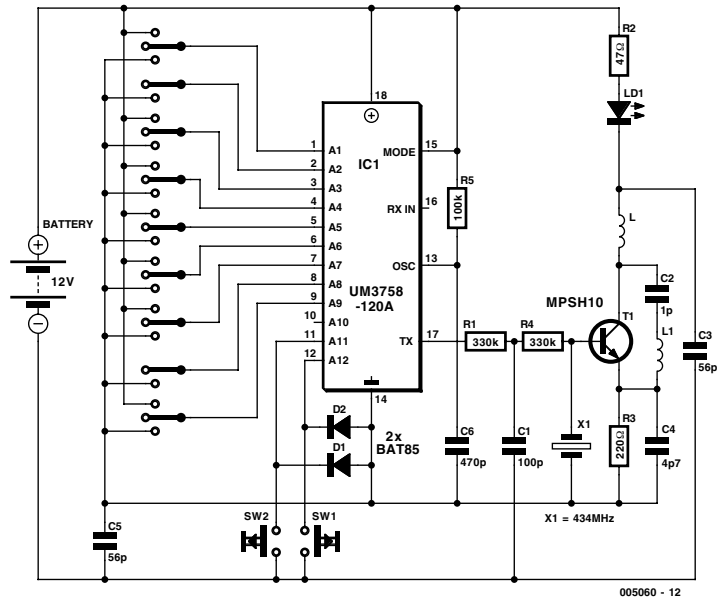 R2
47Ω
LD1
18
1
A1
MODE
15
IC1
2
A2
R5
3
A3
100k
4
A4
RX IN
16
L
BATTERY
5
A5
6
A6
7
A7
OSC
13
C2
12V
8
A8
UM3758
1p
9
A9
-120A
MPSH10
10
A10
T1
L1
11
A11
TX
17
R1
R4
C3
330k
330k
12
A12
56p
14
D2
2x
BAT85
D1
C6
470p
C1
100p
X1
R3
220Ω
C4
4p7
X1 = 434MHz
C5
56p
SW2
SW1
005060 - 12